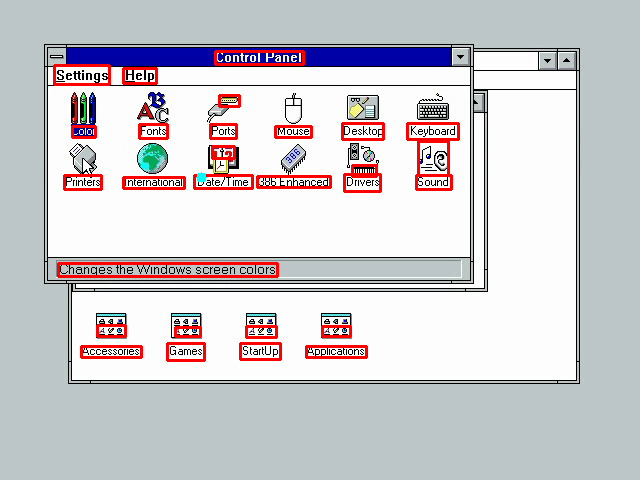 Control Panel
Settings Help
Color Fonts Ports Mouse Desktop Keyboard
Printers International Date/Time 386 Enhanced Drivers Sound
Changes the Windows screen colors
Accessories Games StartUp Applications